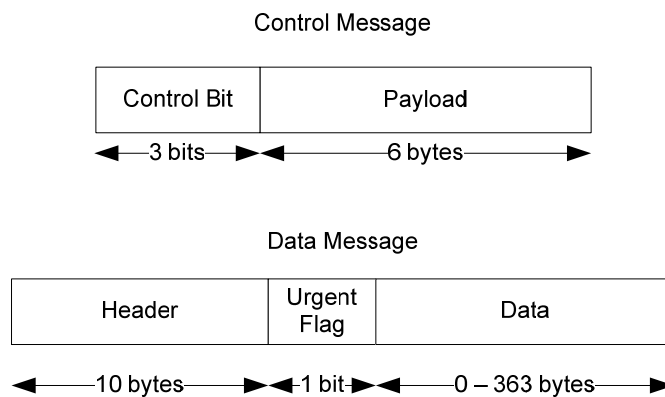 Control Message
Control Bit Payload
3 bits 6 bytes
Data Message
Header Urgent Flag Data
10 bytes 1 bit 0 – 363 bytes